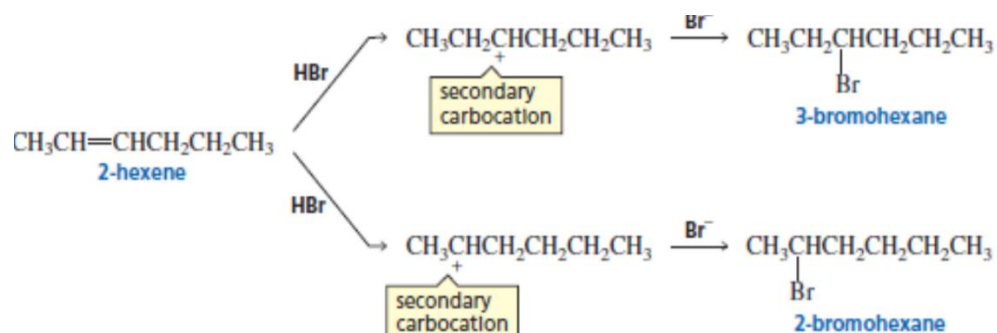 Br⁻
CH₃CH₂CHCH₂CH₂CH₃ CH₃CH₂CHCH₂CH₂CH₃
+
HBr
secondary
carbocation
Br
3-bromohexane
CH₃CH=CHCH₂CH₂CH₃
2-hexene
HBr
Br⁻
CH₃CHCH₂CH₂CH₂CH₃ CH₃CHCH₂CH₂CH₂CH₃
+
secondary
carbocation
Br
2-bromohexane